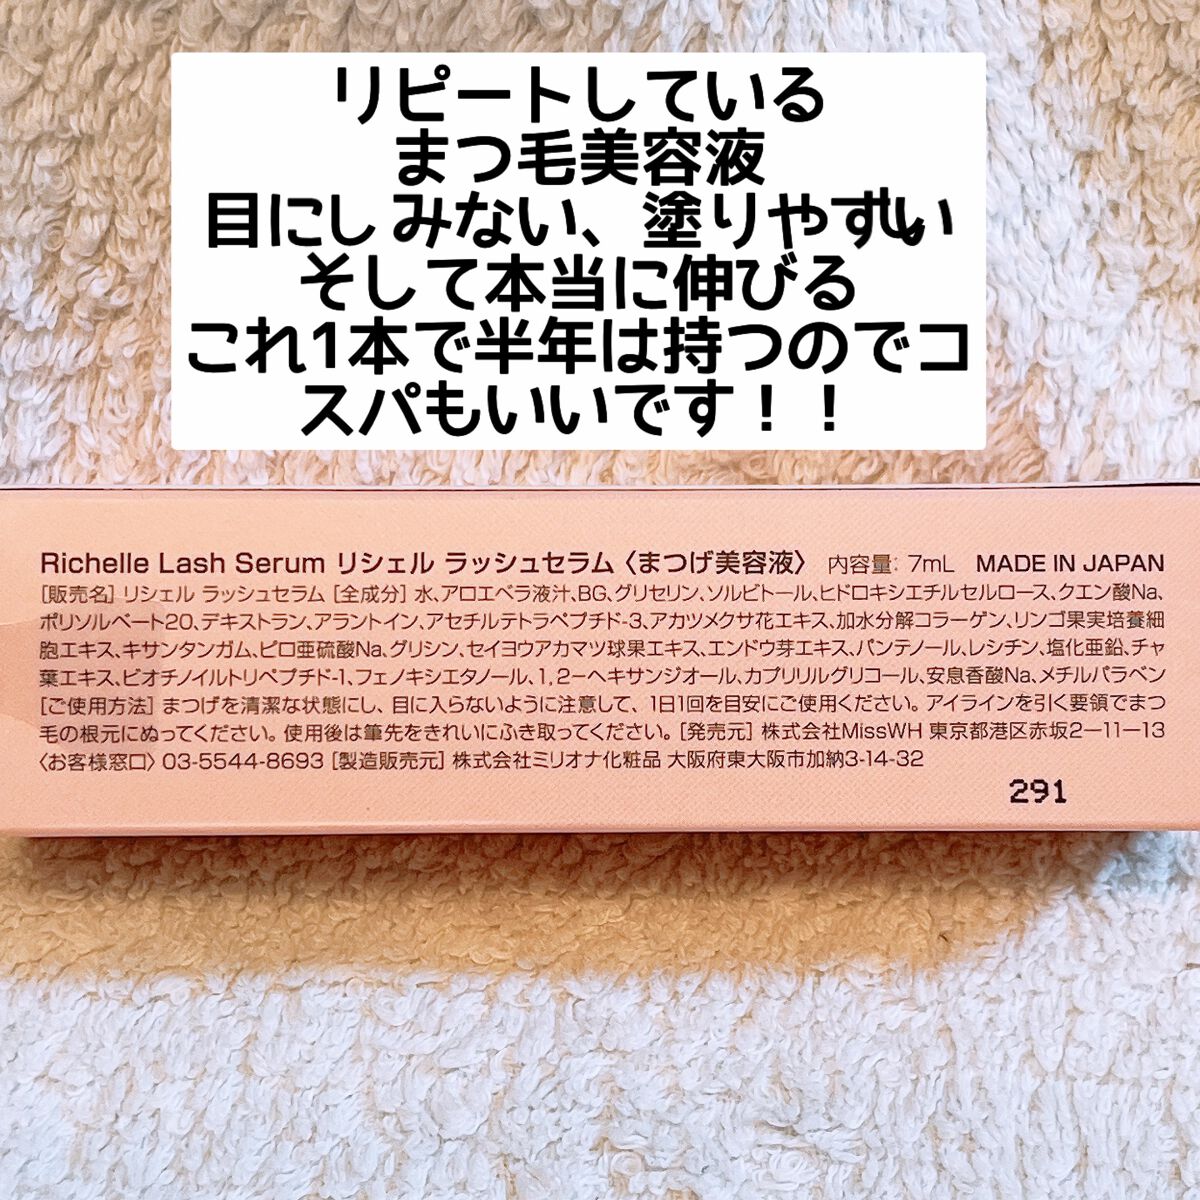 リピートしている
まつ毛美容液
目にしみない、塗りやすい
そして本当に伸びる
これ1本で半年は持つのでコ
スパもいいです！！
Richelle Lash Serum リシェル ラッシュセラム〈まつげ美容液〉 内容量: 7mL MADE IN JAPAN
[販売名] リシェル ラッシュセラム [全成分] 水､アロエベラ液汁､BG､グリセリン､ソルビトール､ヒドロキシエチルセルロース､クエン酸Na､
ポリソルベート20､デキストラン､アラントイン､アセチルテトラペプチド-3､アカツメクサ花エキス､加水分解コラーゲン､リンゴ果実培養細
胞エキス､キサンタンガム､ピロ亜硫酸Na､グリシン､セイヨウアカマツ球果エキス､エンドウ芽エキス､パンテノール､レシチン､塩化亜鉛､チャ
葉エキス､ビオチノイルトリペプチド-1､フェノキシエタノール､1､2-ヘキサンジオール､カプリリルグリコール､安息香酸Na､メチルパラベン
[ご使用方法] まつげを清潔な状態にし、目に入らないように注意して、1日1回を目安にご使用ください。アイラインを引く要領でまつ
毛の根元にぬってください。使用後は筆先をきれいにふき取ってください。[発売元] 株式会社MissWH 東京都港区赤坂2-11-13
〈お客様窓口〉03-5544-8693 [製造販売元] 株式会社ミリオナ化粧品 大阪府東大阪市加納3-14-32
291